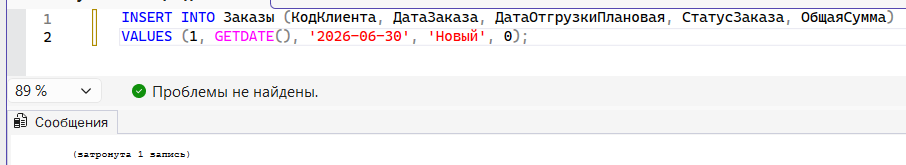 1 INSERT INTO Заказы (КодКлиента, ДатаЗаказа, ДатаОтгрузкиПлановая, СтатусЗаказа, ОбщаяСумма)
2 VALUES (1, GETDATE(), '2026-06-30', 'Новый', 0);
89 % Проблемы не найдены.
Сообщения
(затронута 1 запись)